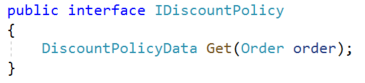 public interface IDiscountPolicy
{
    DiscountPolicyData Get(Order order);
}